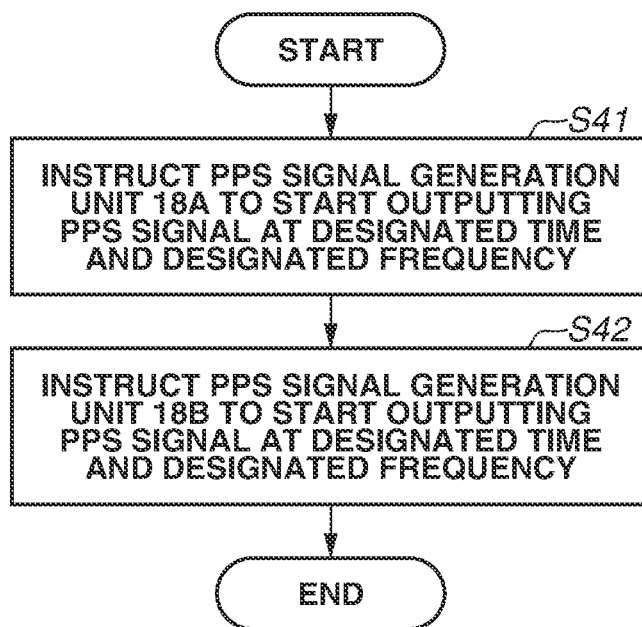 START
S41
INSTRUCT PPS SIGNAL GENERATION
UNIT 18A TO START OUTPUTTING
PPS SIGNAL AT DESIGNATED TIME
AND DESIGNATED FREQUENCY
S42
INSTRUCT PPS SIGNAL GENERATION
UNIT 18B TO START OUTPUTTING
PPS SIGNAL AT DESIGNATED TIME
AND DESIGNATED FREQUENCY
END